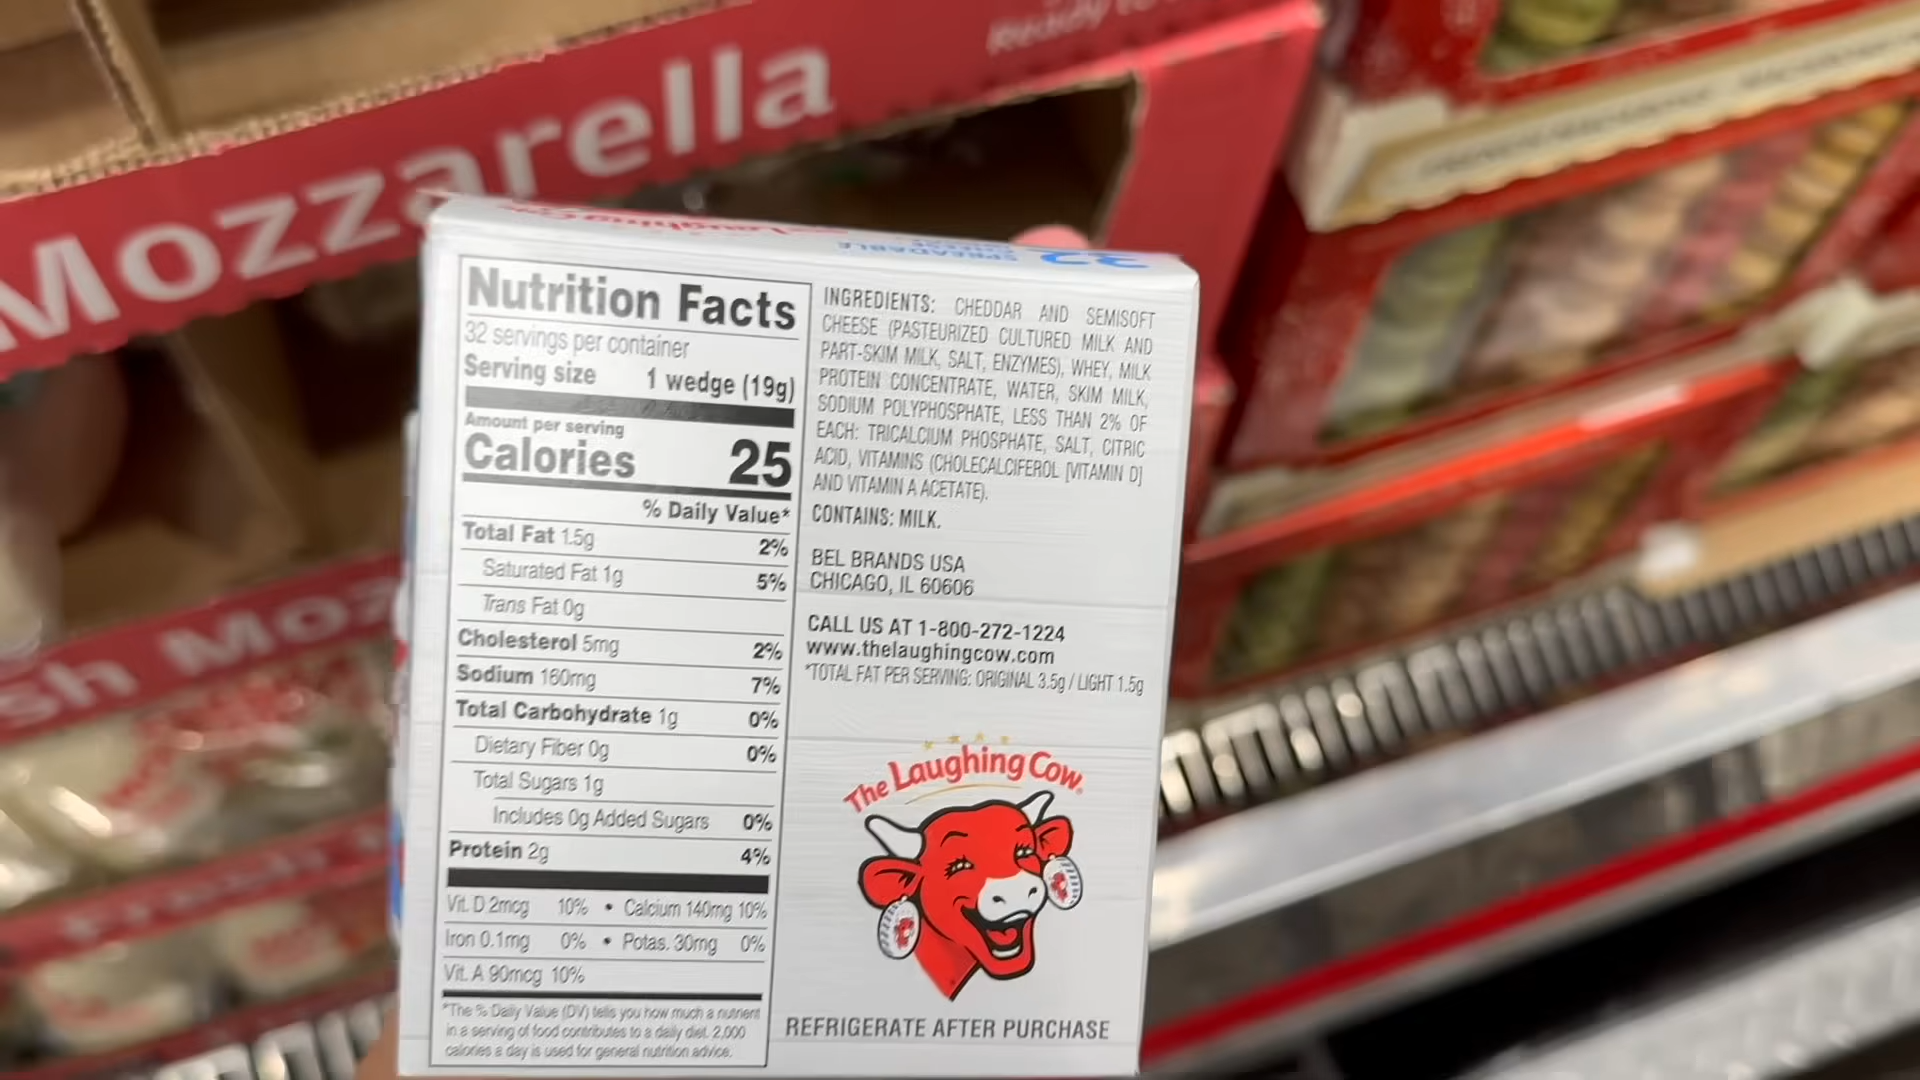 Mozzarella
Ready to
32 SPREADABLE
Nutrition Facts
32 servings per container
Serving size 1 wedge (19g)
Amount per serving
Calories 25
% Daily Value*
Total Fat 1.5g 2%
Saturated Fat 1g 5%
Trans Fat 0g
Cholesterol 5mg 2%
Sodium 160mg 7%
Total Carbohydrate 1g 0%
Dietary Fiber 0g 0%
Total Sugars 1g
Includes 0g Added Sugars 0%
Protein 2g 4%
Vit. D 2mcg 10% • Calcium 140mg 10%
Iron 0.1mg 0% • Potas. 30mg 0%
Vit. A 90mcg 10%
*The % Daily Value (DV) tells you how much a nutrient
in a serving of food contributes to a daily diet. 2,000
calories a day is used for general nutrition advice.
INGREDIENTS: CHEDDAR AND SEMISOFT
CHEESE (PASTEURIZED CULTURED MILK AND
PART-SKIM MILK, SALT, ENZYMES), WHEY, MILK
PROTEIN CONCENTRATE, WATER, SKIM MILK,
SODIUM POLYPHOSPHATE, LESS THAN 2% OF
EACH: TRICALCIUM PHOSPHATE, SALT, CITRIC
ACID, VITAMINS (CHOLECALCIFEROL [VITAMIN D]
AND VITAMIN A ACETATE).
CONTAINS: MILK.
BEL BRANDS USA
CHICAGO, IL 60606
CALL US AT 1-800-272-1224
www.thelaughingcow.com
*TOTAL FAT PER SERVING: ORIGINAL 3.5g / LIGHT 1.5g
The Laughing Cow®
REFRIGERATE AFTER PURCHASE
sh Moz
Fresh